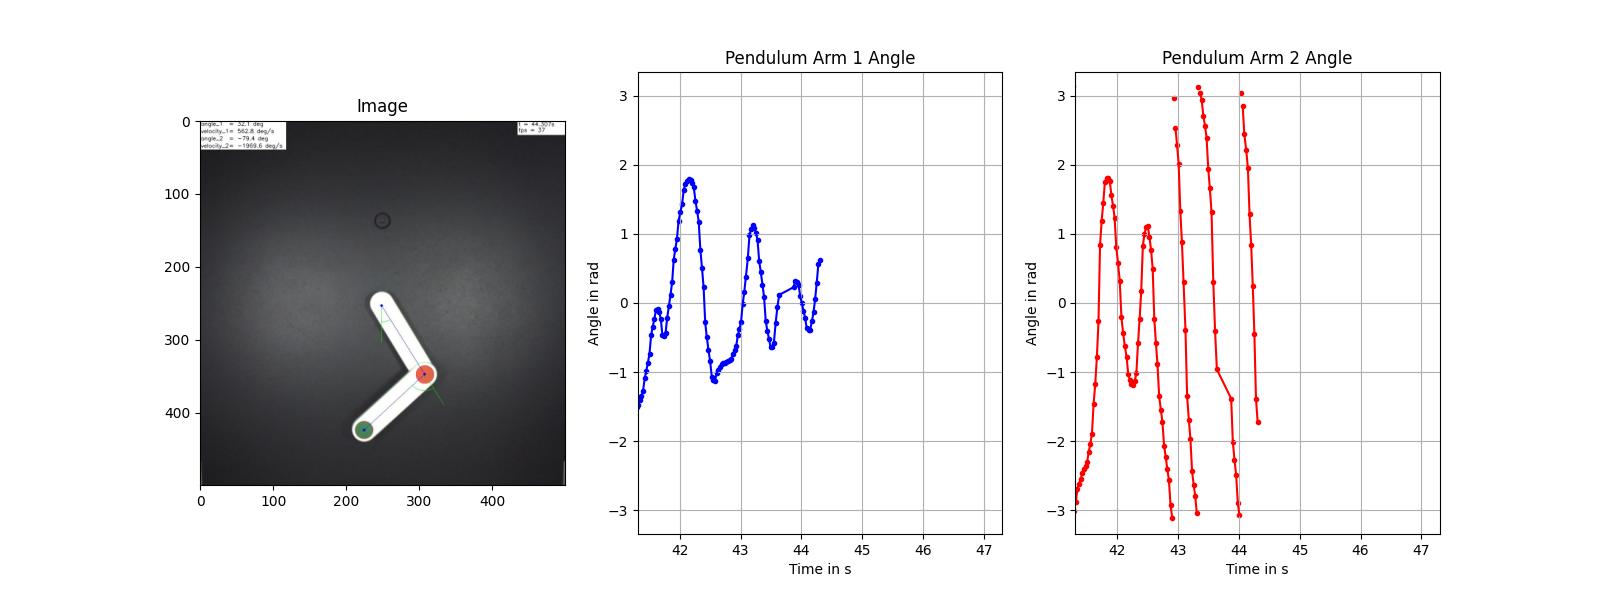 Image
angle_1 = 32.1 deg
velocity_1= 562.8 deg/s
angle_2 = -79.4 deg
velocity_2= -1969.6 deg/s
t = 44.307s
fps = 37
0
100
200
300
400
0
100
200
300
400
Pendulum Arm 1 Angle
Angle in rad
3
2
1
0
−1
−2
−3
42
43
44
45
46
47
Time in s
Pendulum Arm 2 Angle
Angle in rad
3
2
1
0
−1
−2
−3
42
43
44
45
46
47
Time in s